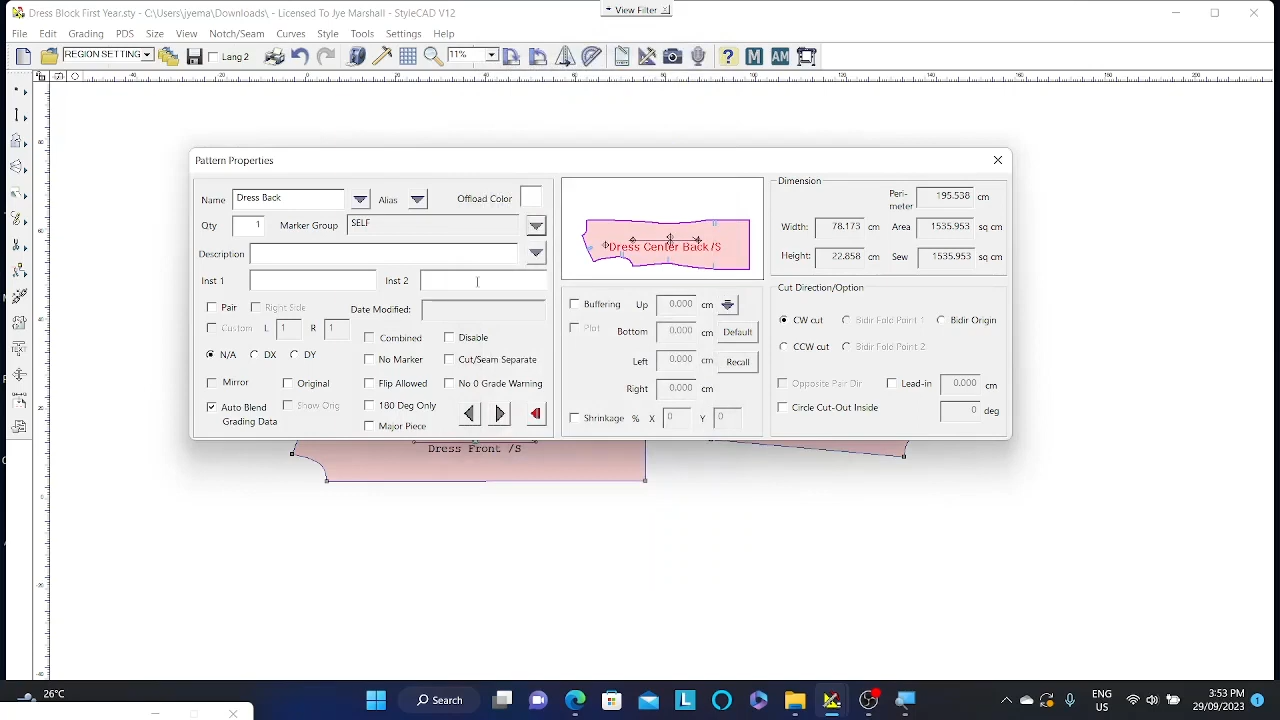 View Filter
Dress Block First Year.sty - C:\Users\jyema\Downloads\ - Licensed To Jye Marshall - StyleCAD V12
File Edit Grading PDS Size View Notch/Seam Curves Style Tools Settings Help
REGION SETTING Lang 2 11% M AM
Pattern Properties
Name Dress Back Alias Offload Color
Qty 1 Marker Group SELF
Description
Inst 1 Inst 2
Pair Right Side Date Modified:
Custom L 1 R 1
Combined Disable
N/A DX DY No Marker Cut/Seam Separate
Mirror Original Flip Allowed No 0 Grade Warning
Auto Blend Grading Data Show Orig 180 Deg Only
Major Piece
Dress Center Back /S
Buffering Up 0.000 cm
Plot Bottom 0.000 cm Default
Left 0.000 cm Recall
Right 0.000 cm
Shrinkage % X 0 Y 0
Dimension
Peri-meter 195.538 cm
Width: 78.173 cm Area 1535.953 sq cm
Height: 22.858 cm Sew 1535.953 sq cm
Cut Direction/Option
CW cut Bidir Fold Point 1 Bidir Origin
CCW cut Bidir Fold Point 2
Opposite Pair Dir Lead-in 0.000 cm
Circle Cut-Out Inside 0 deg
Dress Front /S
26°C
Search
ENG
US
3:53 PM
29/09/2023
1